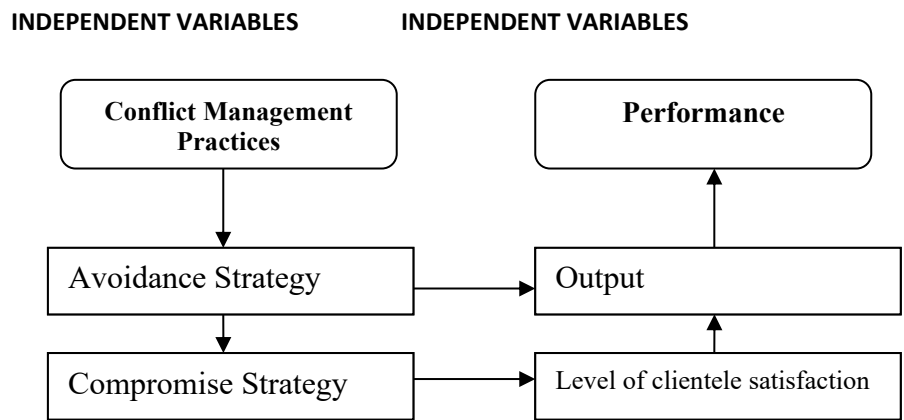 INDEPENDENT VARIABLES
INDEPENDENT VARIABLES
Conflict Management
Practices
Performance
Avoidance Strategy
Output
Compromise Strategy
Level of clientele satisfaction